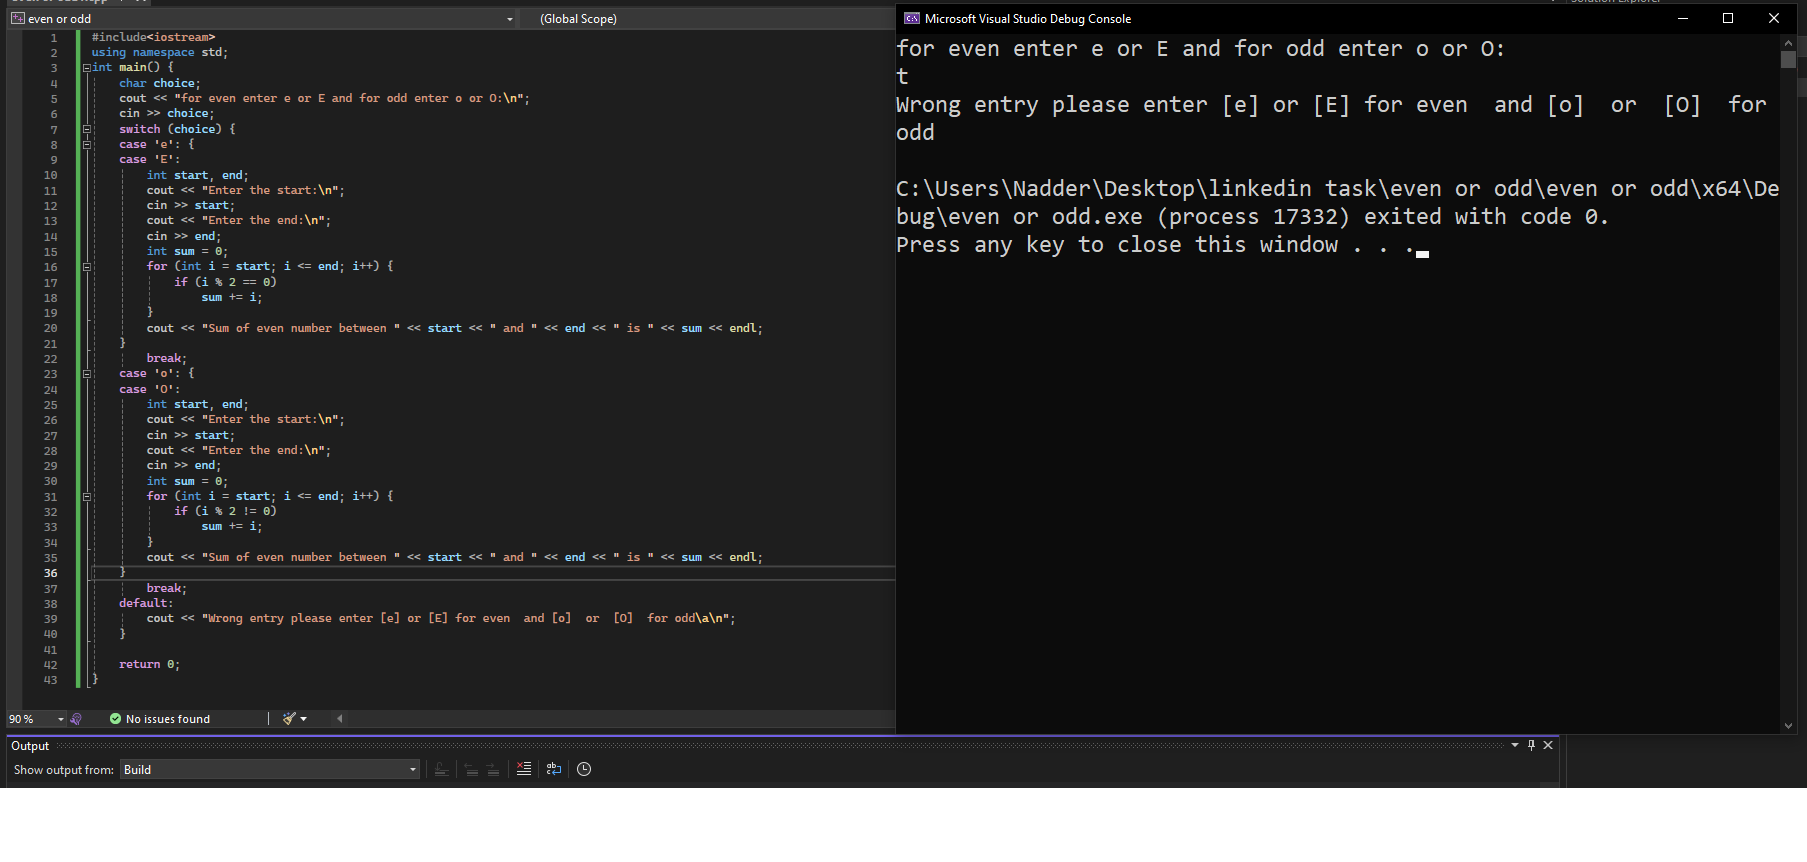 even or odd
(Global Scope)
1 #include<iostream>
2 using namespace std;
3 int main() {
4 char choice;
5 cout << "for even enter e or E and for odd enter o or O:\n";
6 cin >> choice;
7 switch (choice) {
8 case 'e': {
9 case 'E':
10 int start, end;
11 cout << "Enter the start:\n";
12 cin >> start;
13 cout << "Enter the end:\n";
14 cin >> end;
15 int sum = 0;
16 for (int i = start; i <= end; i++) {
17 if (i % 2 == 0)
18 sum += i;
19 }
20 cout << "Sum of even number between " << start << " and " << end << " is " << sum << endl;
21 }
22 break;
23 case 'o': {
24 case 'O':
25 int start, end;
26 cout << "Enter the start:\n";
27 cin >> start;
28 cout << "Enter the end:\n";
29 cin >> end;
30 int sum = 0;
31 for (int i = start; i <= end; i++) {
32 if (i % 2 != 0)
33 sum += i;
34 }
35 cout << "Sum of even number between " << start << " and " << end << " is " << sum << endl;
36 }
37 break;
38 default:
39 cout << "Wrong entry please enter [e] or [E] for even  and [o]  or  [O]  for odd\a\n";
40 }
41
42 return 0;
43 }
90 %
No issues found
Output
Show output from: Build
Microsoft Visual Studio Debug Console
for even enter e or E and for odd enter o or O:
t
Wrong entry please enter [e] or [E] for even  and [o]  or  [O]  for
odd
C:\Users\Nadder\Desktop\linkedin task\even or odd\even or odd\x64\De
bug\even or odd.exe (process 17332) exited with code 0.
Press any key to close this window . . .